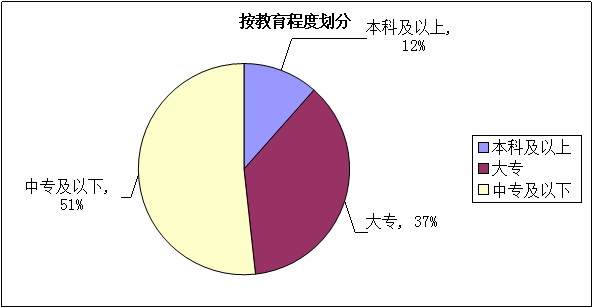 按教育程度划分
本科及以上,
12%
中专及以下,
51%
大专, 37%
本科及以上
大专
中专及以下